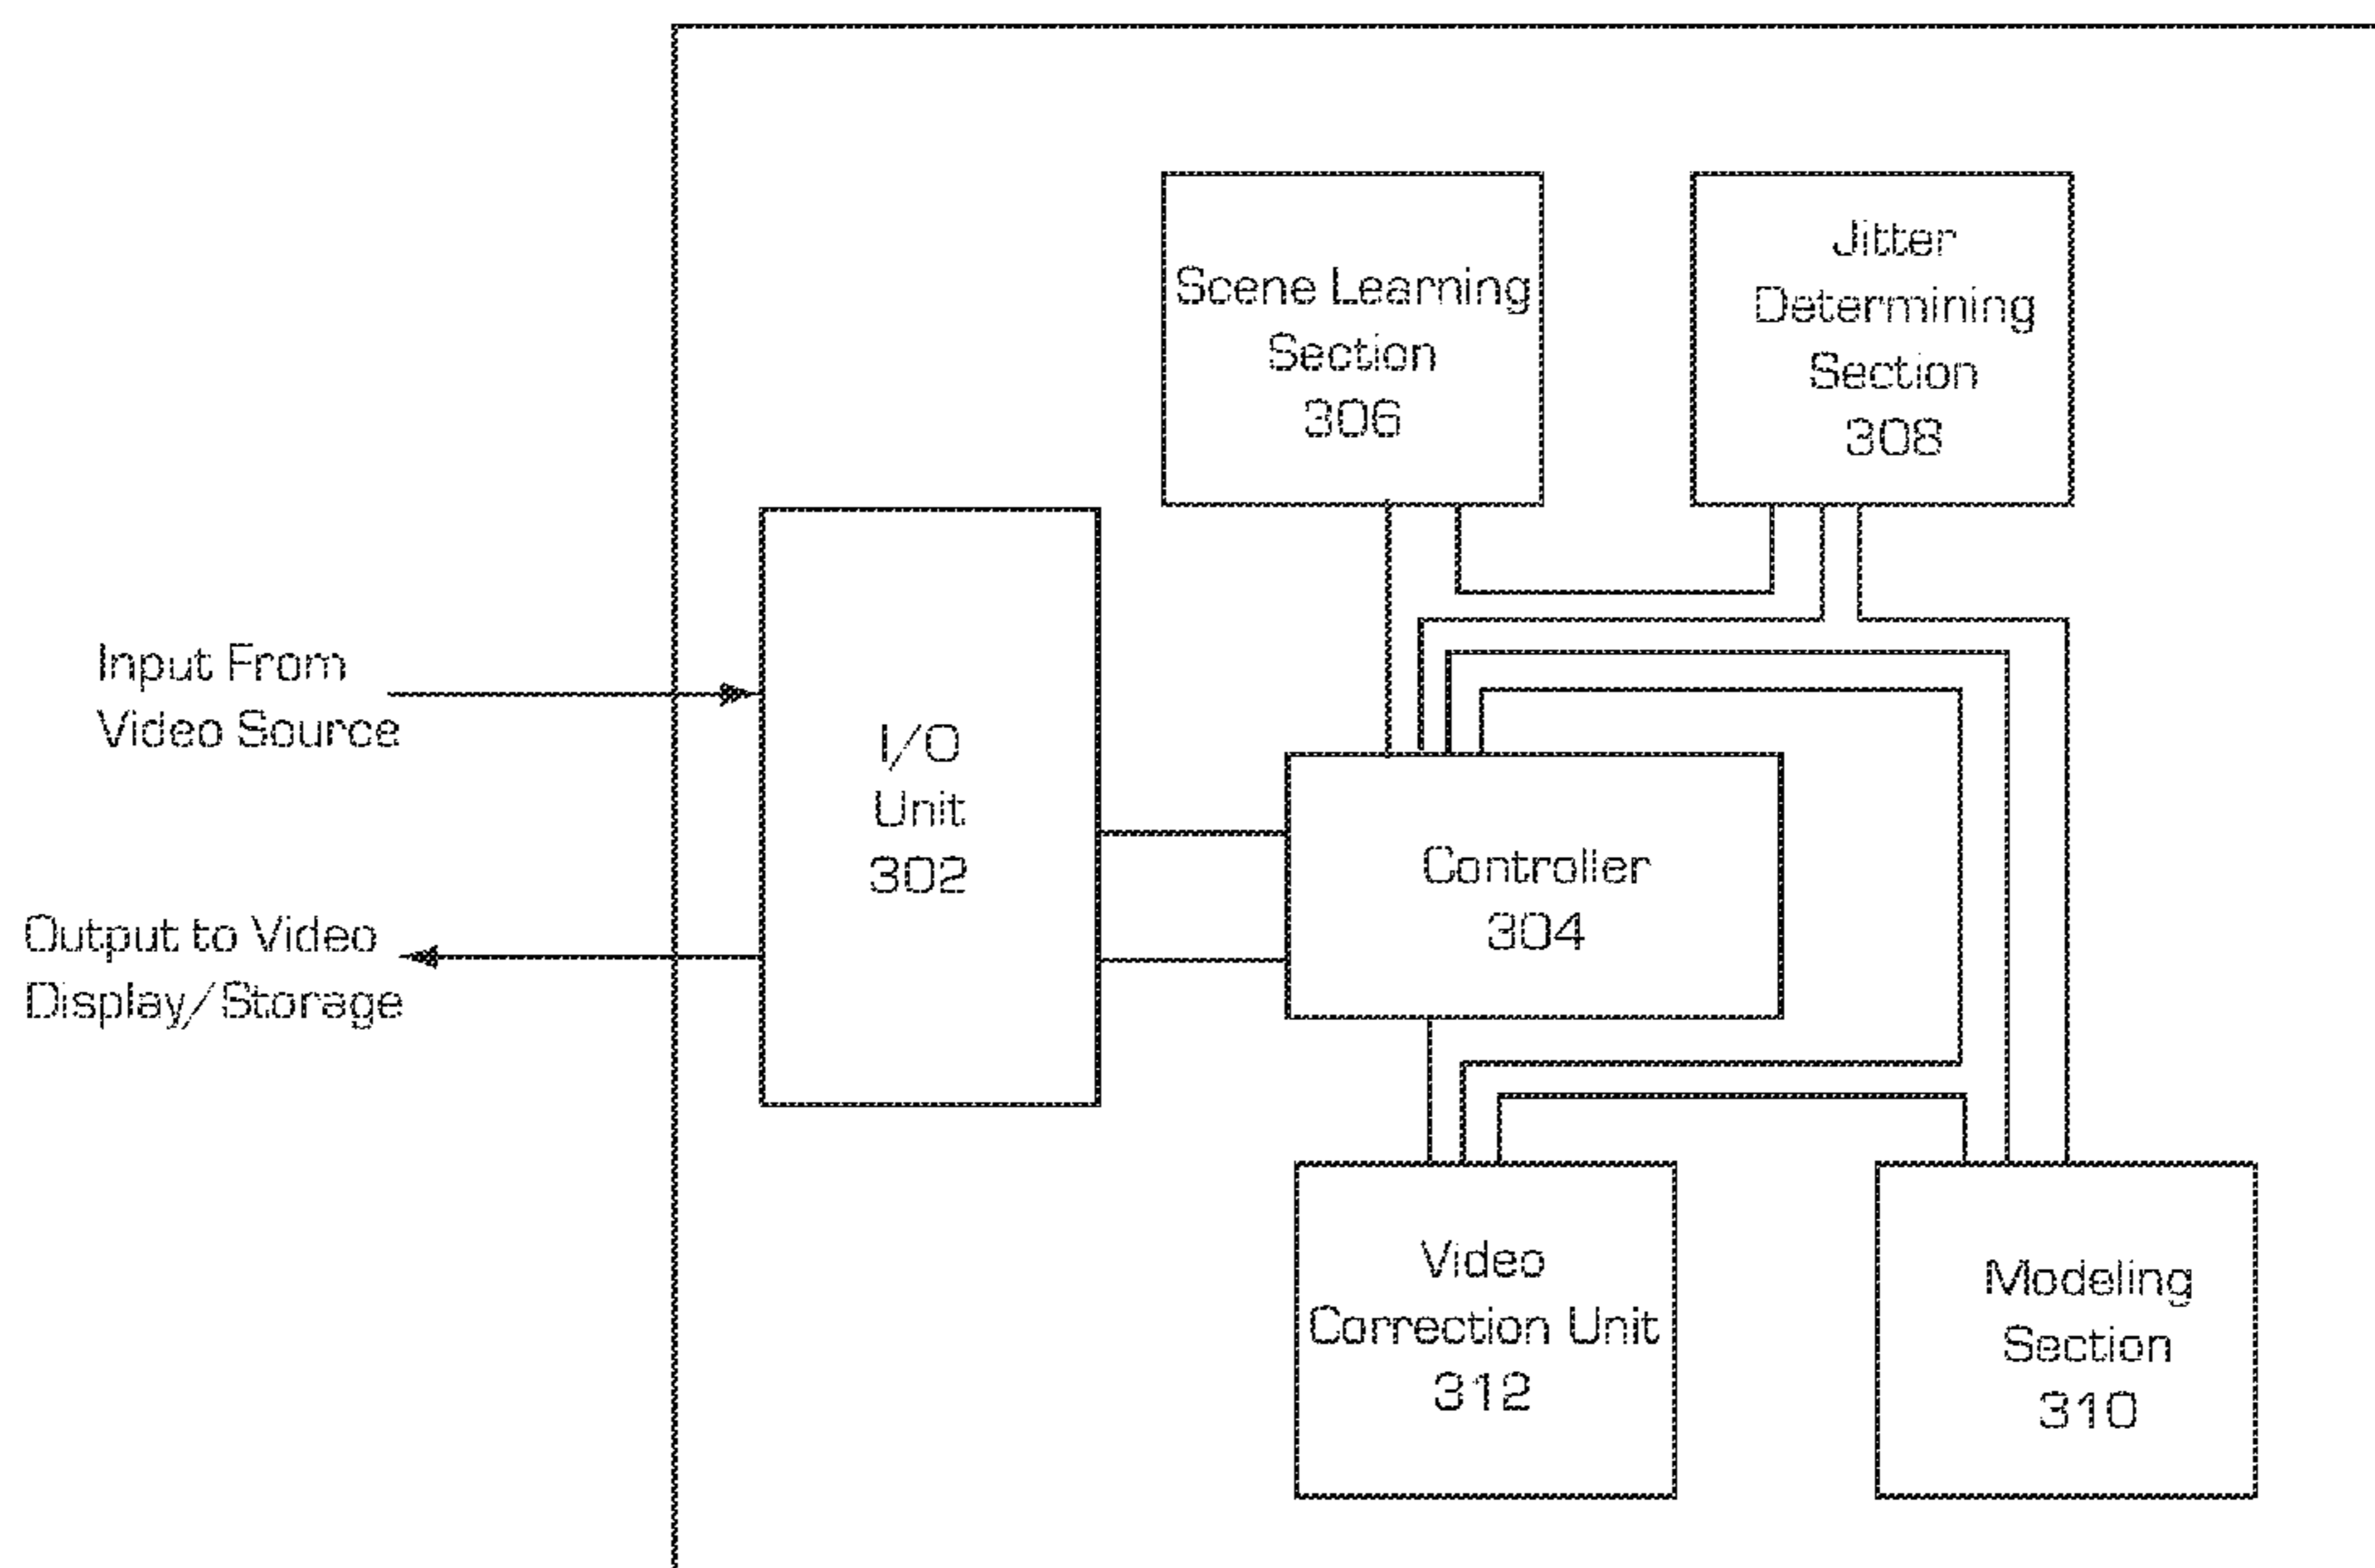 Scene Learning
Section
306
Jitter
Determining
Section
308
Input From
Video Source
I/O
Unit
302
Output to Video
Display/Storage
Controller
304
Video
Correction Unit
312
Modeling
Section
310